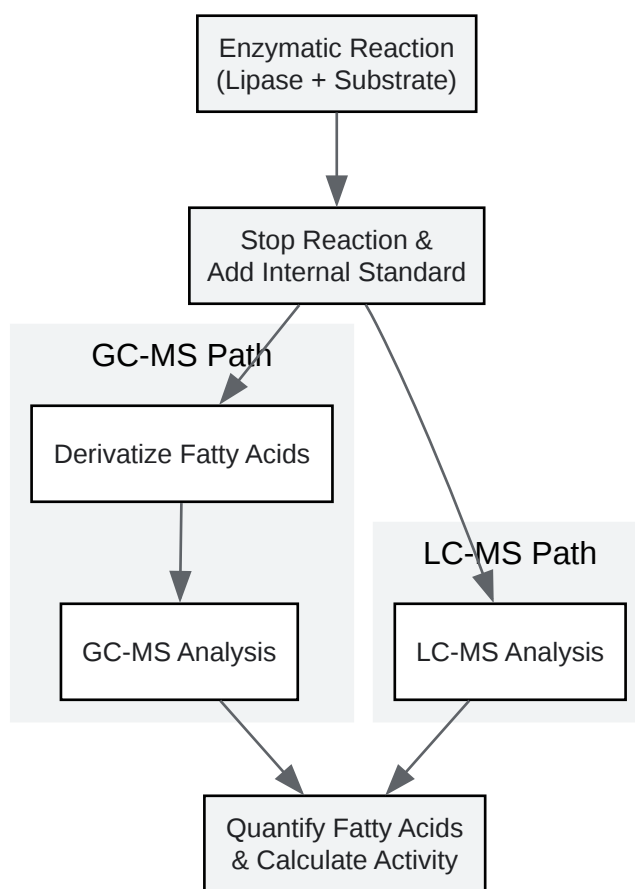 Enzymatic Reaction
(Lipase + Substrate)
Stop Reaction &
Add Internal Standard
GC-MS Path
Derivatize Fatty Acids
LC-MS Path
GC-MS Analysis
LC-MS Analysis
Quantify Fatty Acids
& Calculate Activity